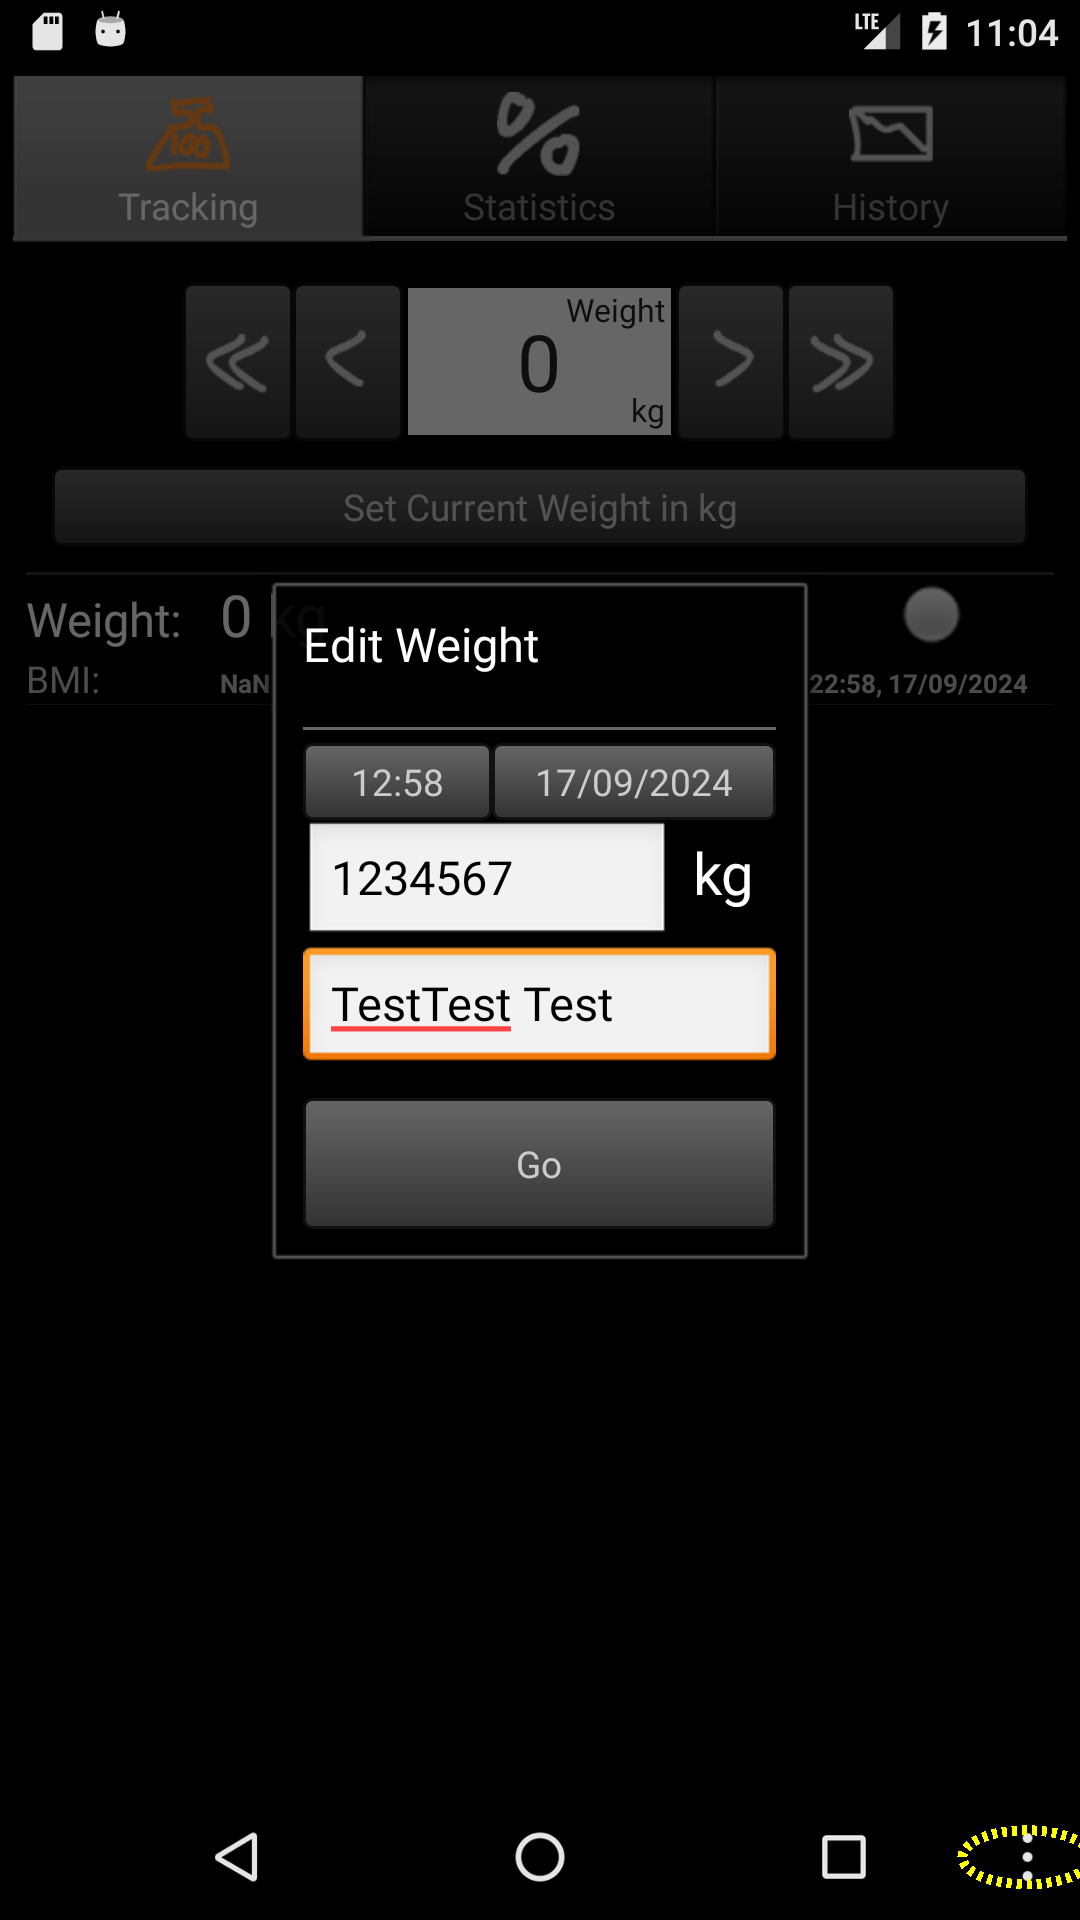 LTE 11:04
50
100
Tracking Statistics History
Weight
0
kg
Set Current Weight in kg
Weight: 0 kg
Edit Weight
BMI: NaN 22:58, 17/09/2024
12:58 17/09/2024
1234567 kg
TestTest Test
Go